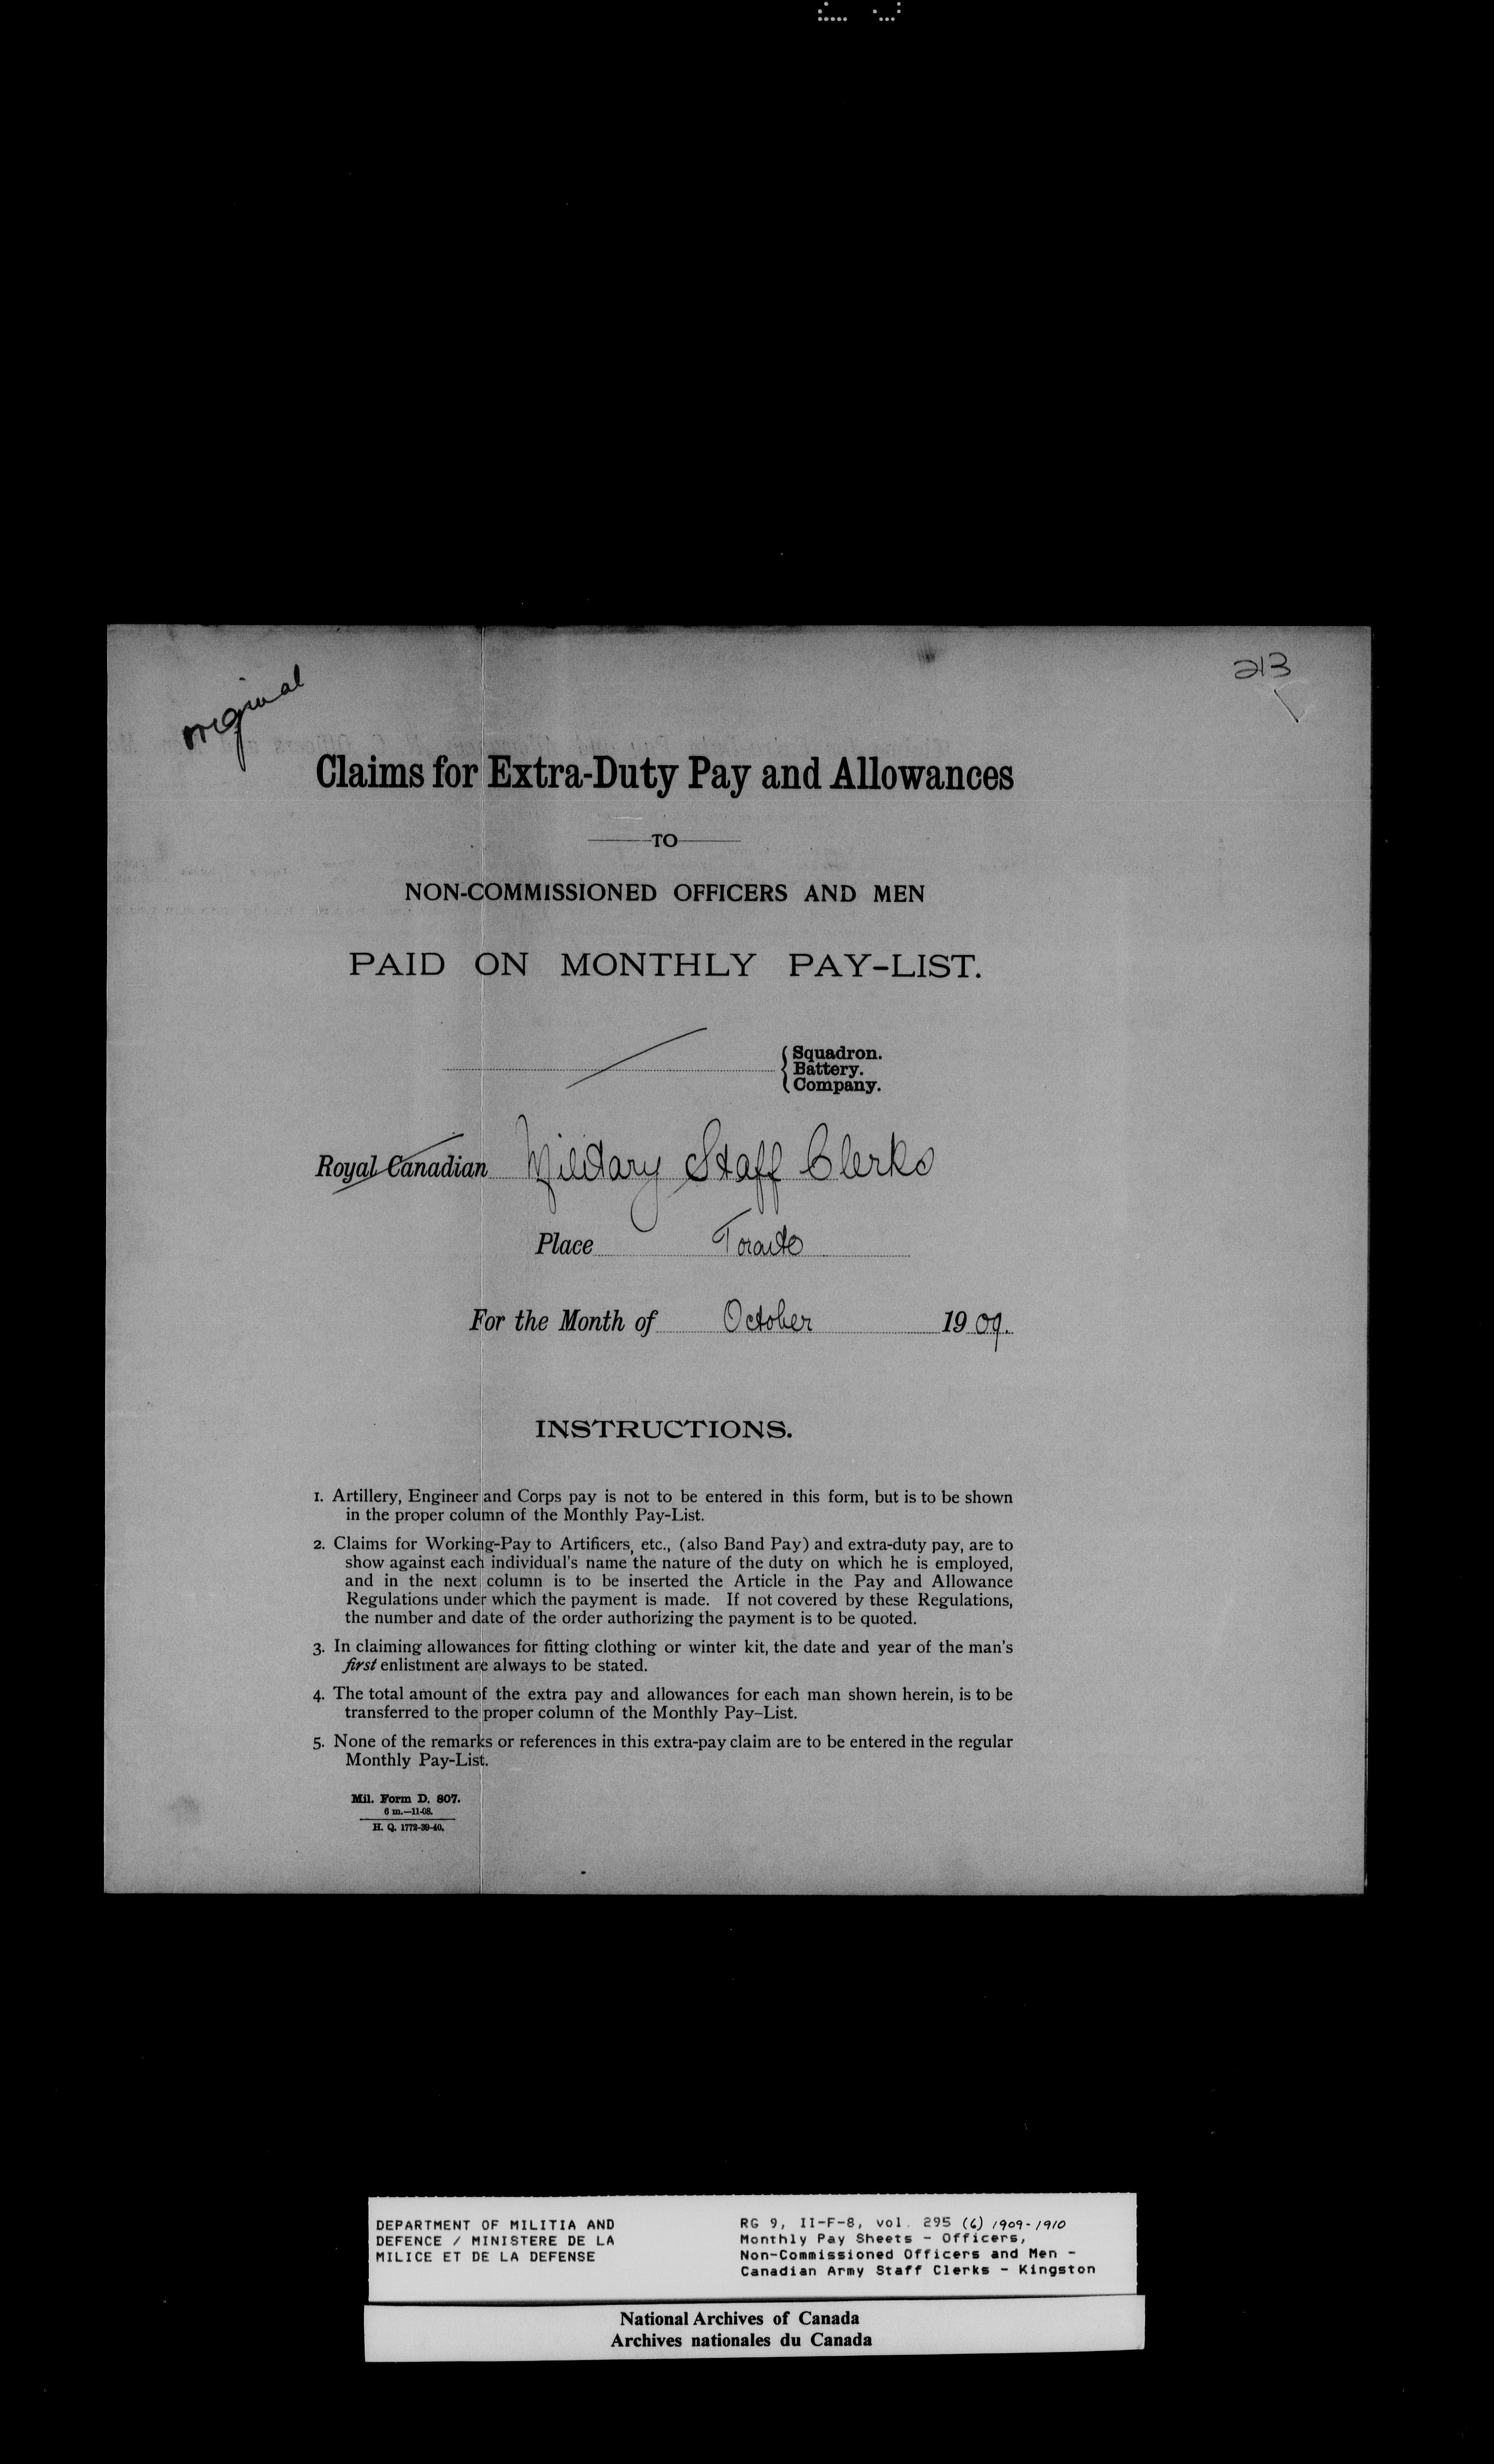 original
213
Claims for Extra-Duty Pay and Allowances
TO
NON-COMMISSIONED OFFICERS AND MEN
PAID ON MONTHLY PAY-LIST.
Squadron.
Battery.
Company.
Royal Canadian Military Staff Clerks
Place Toronto
For the Month of October 1909.
INSTRUCTIONS.
1. Artillery, Engineer and Corps pay is not to be entered in this form, but is to be shown
in the proper column of the Monthly Pay-List.
2. Claims for Working-Pay to Artificers, etc., (also Band Pay) and extra-duty pay, are to
show against each individual's name the nature of the duty on which he is employed,
and in the next column is to be inserted the Article in the Pay and Allowance
Regulations under which the payment is made. If not covered by these Regulations,
the number and date of the order authorizing the payment is to be quoted.
3. In claiming allowances for fitting clothing or winter kit, the date and year of the man's
first enlistment are always to be stated.
4. The total amount of the extra pay and allowances for each man shown herein, is to be
transferred to the proper column of the Monthly Pay-List.
5. None of the remarks or references in this extra-pay claim are to be entered in the regular
Monthly Pay-List.
Mil. Form D. 807.
6 m.—11-08.
H. Q. 1772-39-40.
DEPARTMENT OF MILITIA AND
DEFENCE / MINISTERE DE LA
MILICE ET DE LA DEFENSE
RG 9, II-F-8, vol. 295 (6) 1909-1910
Monthly Pay Sheets - Officers,
Non-Commissioned Officers and Men -
Canadian Army Staff Clerks - Kingston
National Archives of Canada
Archives nationales du Canada